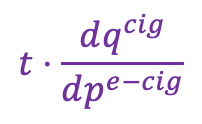 t · dq^{cig} / dp^{e−cig}